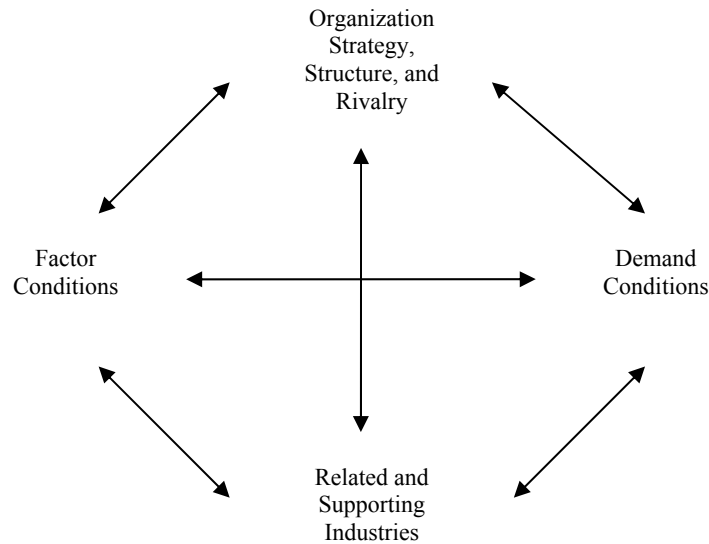 Organization
Strategy,
Structure, and
Rivalry
Factor
Conditions
Demand
Conditions
Related and
Supporting
Industries